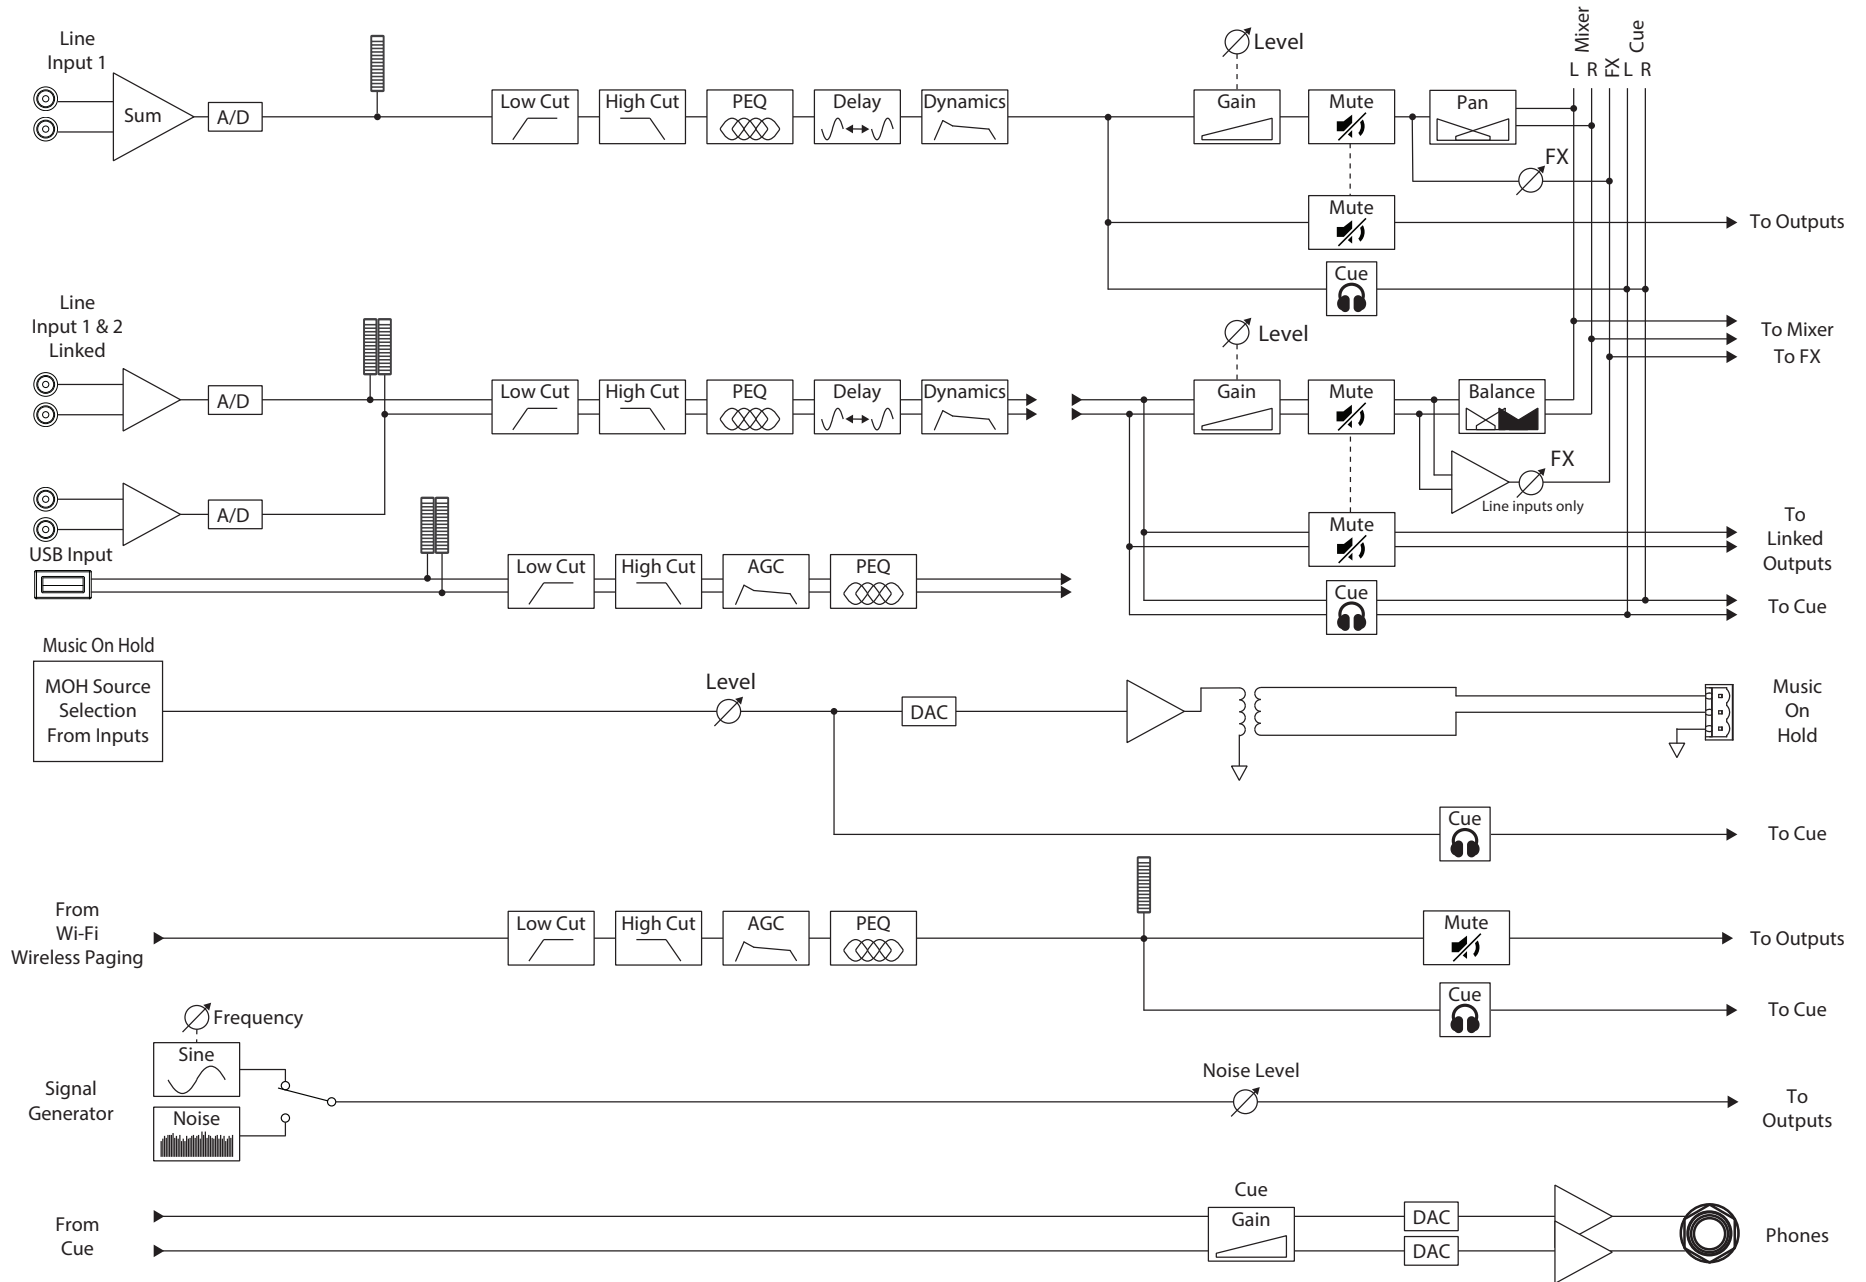 Line
Input 1
Sum
A/D
Low Cut
High Cut
PEQ
Delay
Dynamics
Level
Gain
Mute
Pan
FX
Mixer
FX
Cue
L R L R
Mute
To Outputs
Cue
Line
Input 1 & 2
Linked
A/D
Low Cut
High Cut
PEQ
Delay
Dynamics
Level
Gain
Mute
Balance
FX
Line inputs only
To Mixer
To FX
A/D
Mute
To
Linked
Outputs
USB Input
Low Cut
High Cut
AGC
PEQ
Cue
To Cue
Music On Hold
MOH Source
Selection
From Inputs
Level
DAC
Music
On
Hold
Cue
To Cue
From
Wi-Fi
Wireless Paging
Low Cut
High Cut
AGC
PEQ
Mute
To Outputs
Cue
To Cue
Frequency
Sine
Signal
Generator
Noise
Noise Level
To
Outputs
From
Cue
Cue
Gain
DAC
DAC
Phones